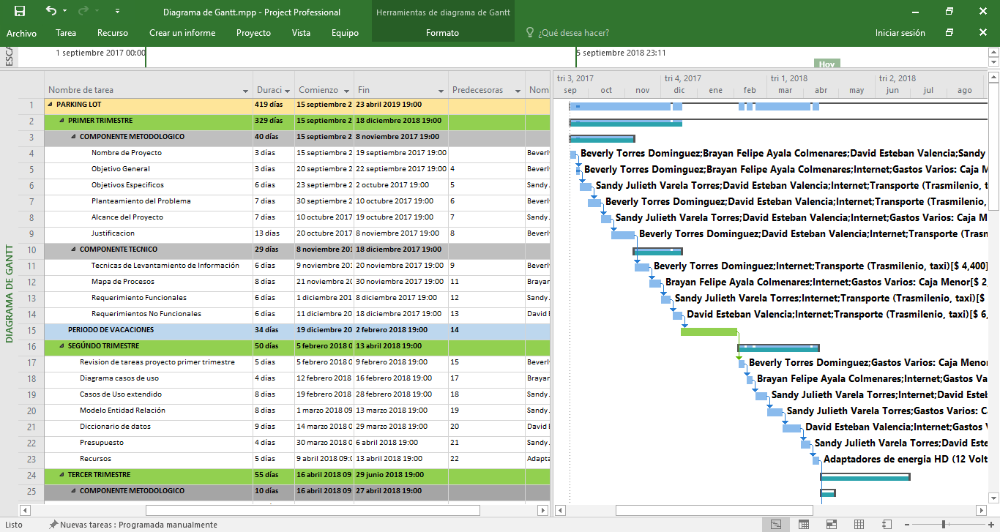 Diagrama de Gantt.mpp - Project Professional
Herramientas de diagrama de Gantt
Archivo Tarea Recurso Crear un informe Proyecto Vista Equipo Formato ¿Qué desea hacer? Iniciar sesión
ESCA
1 septiembre 2017 00:00
5 septiembre 2018 23:11
Hoy
DIAGRAMA DE GANTT
Nombre de tarea Duraci Comienzo Fin Predecesoras Nom
tri 3, 2017 tri 4, 2017 tri 1, 2018 tri 2, 2018
sep oct nov dic ene feb mar abr may jun jul ago
1 PARKING LOT 419 días 15 septiembre 2 23 abril 2019 19:00
2 PRIMER TRIMESTRE 329 días 15 septiembre 2 18 diciembre 2018 19:00
3 COMPONENTE METODOLOGICO 40 días 15 septiembre 2 8 noviembre 2017 19:00
4 Nombre de Proyecto 3 días 15 septiembre 2 19 septiembre 2017 19:00 Beverl Beverly Torres Dominguez;Brayan Felipe Ayala Colmenares;David Esteban Valencia;Sandy
5 Objetivo General 3 días 20 septiembre 2 22 septiembre 2017 19:00 4 Beverl Beverly Torres Dominguez;Brayan Felipe Ayala Colmenares;Internet;Gastos Varios: Caja M
6 Objetivos Especificos 6 días 23 septiembre 2 2 octubre 2017 19:00 5 Sandy Sandy Julieth Varela Torres;David Esteban Valencia;Internet;Transporte (Trasmilenio, t
7 Planteamiento del Problema 7 días 30 septiembre 2 10 octubre 2017 19:00 6 Beverl Beverly Torres Dominguez;David Esteban Valencia;Internet;Transporte (Trasmilenio,
8 Alcance del Proyecto 7 días 10 octubre 2017 19 octubre 2017 19:00 7 Sandy Sandy Julieth Varela Torres;David Esteban Valencia;Internet;Gastos Varios: Caja M
9 Justificacion 13 días 20 octubre 2017 8 noviembre 2017 19:00 8 Beverl Beverly Torres Dominguez;David Esteban Valencia;Internet;Transporte (Trasm
10 COMPONENTE TECNICO 29 días 8 noviembre 201 18 diciembre 2017 19:00
11 Tecnicas de Levantamiento de Información 6 días 9 noviembre 201 20 noviembre 2017 19:00 9 Beverl Beverly Torres Dominguez;Internet;Transporte (Trasmilenio, taxi)[$ 4,400]
12 Mapa de Procesos 8 días 21 noviembre 20 30 noviembre 2017 19:00 11 Brayan Brayan Felipe Ayala Colmenares;Internet;Gastos Varios: Caja Menor[$ 2,
13 Requerimiento Funcionales 6 días 1 diciembre 201 8 diciembre 2017 19:00 12 Sandy Sandy Julieth Varela Torres;Internet;Transporte (Trasmilenio, taxi)[$
14 Requerimientos No Funcionales 6 días 11 diciembre 20 18 diciembre 2017 19:00 13 David E David Esteban Valencia;Internet;Transporte (Trasmilenio, taxi)[$ 6,
15 PERIODO DE VACACIONES 34 días 19 diciembre 20 2 febrero 2018 19:00 14
16 SEGÚNDO TRIMESTRE 50 días 5 febrero 2018 0 13 abril 2018 19:00
17 Revision de tareas proyecto primer trimestre 5 días 5 febrero 2018 0 9 febrero 2018 19:00 15 Beverl Beverly Torres Dominguez;Gastos Varios: Caja Menor
18 Diagrama casos de uso 4 días 12 febrero 2018 16 febrero 2018 19:00 17 Brayan Brayan Felipe Ayala Colmenares;Internet;Gastos Va
19 Casos de Uso extendido 8 días 19 febrero 2018 28 febrero 2018 19:00 18 Sandy Sandy Julieth Varela Torres;Internet;David Esteb
20 Modelo Entidad Relación 8 días 1 marzo 2018 09 13 marzo 2018 19:00 19 Sandy Sandy Julieth Varela Torres;Gastos Varios: C
21 Diccionario de datos 9 días 14 marzo 2018 0 29 marzo 2018 19:00 20 David E David Esteban Valencia;Internet;Gastos V
22 Presupuesto 4 días 30 marzo 2018 0 6 abril 2018 19:00 21 Sandy Sandy Julieth Varela Torres;David Este
23 Recursos 5 días 9 abril 2018 09: 13 abril 2018 19:00 22 Adapta Adaptadores de energia HD (12 Volt
24 TERCER TRIMESTRE 55 días 16 abril 2018 09 29 junio 2018 19:00
25 COMPONENTE METODOLOGICO 10 días 16 abril 2018 09 27 abril 2018 19:00
Listo Nuevas tareas : Programada manualmente